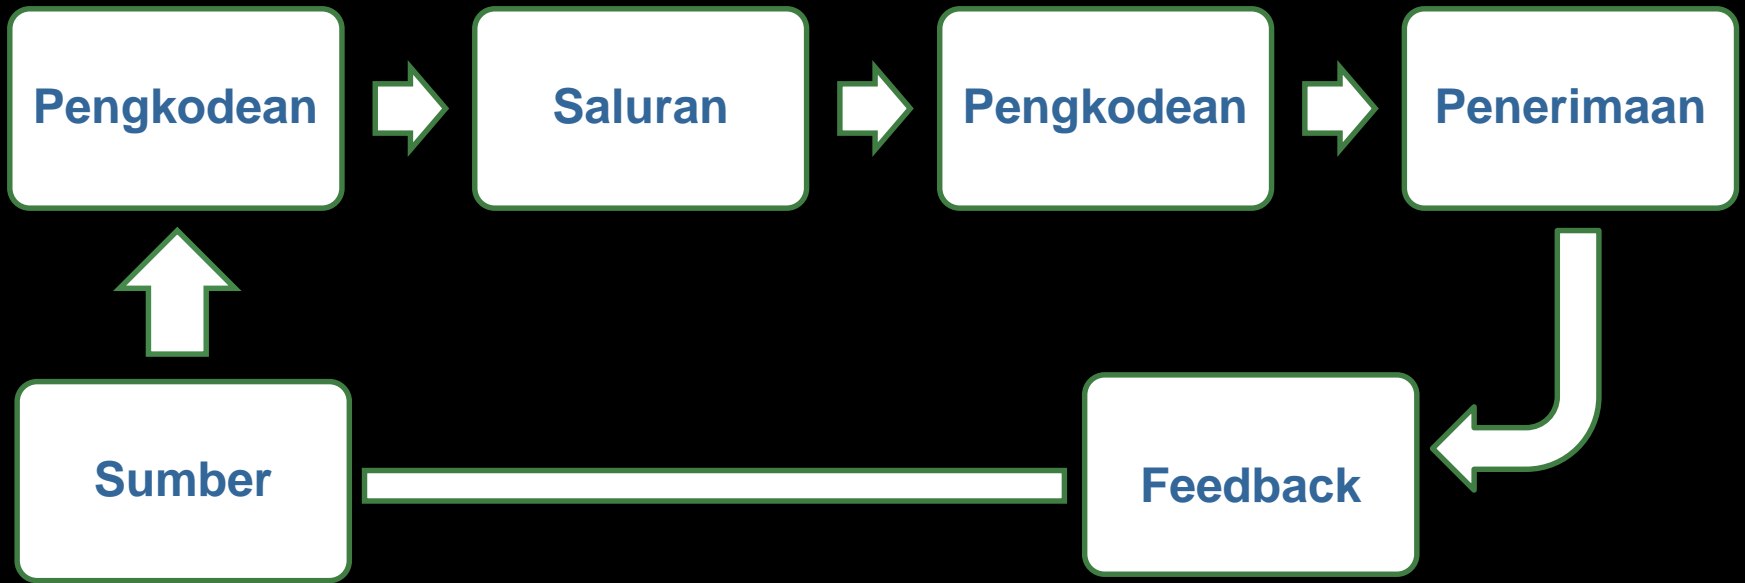 Pengkodean
Saluran
Pengkodean
Penerimaan
Sumber
Feedback